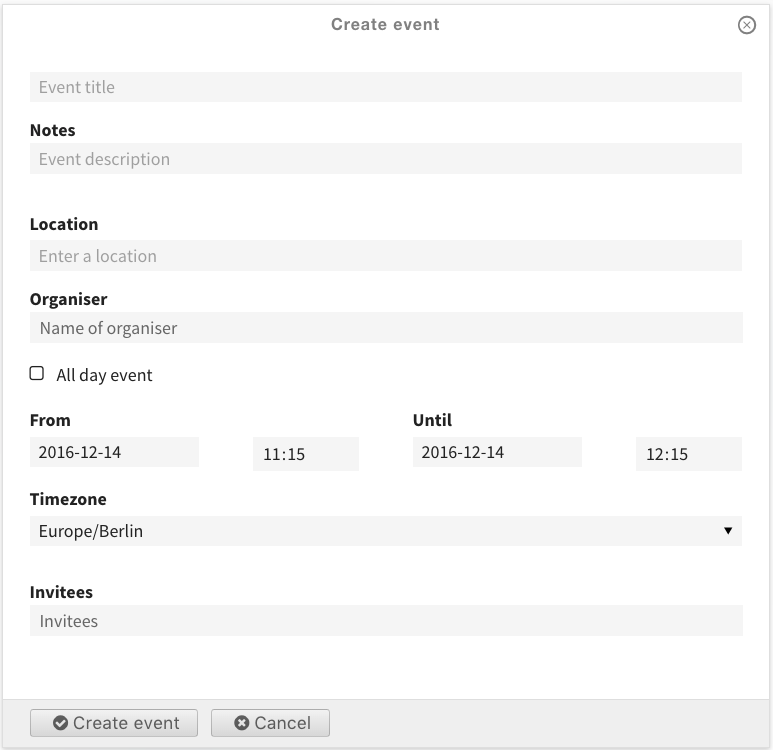 Create event
Event title
Notes
Event description
Location
Enter a location
Organiser
Name of organiser
All day event
From Until
2016-12-14 11:15 2016-12-14 12:15
Timezone
Europe/Berlin
Invitees
Invitees
Create event Cancel